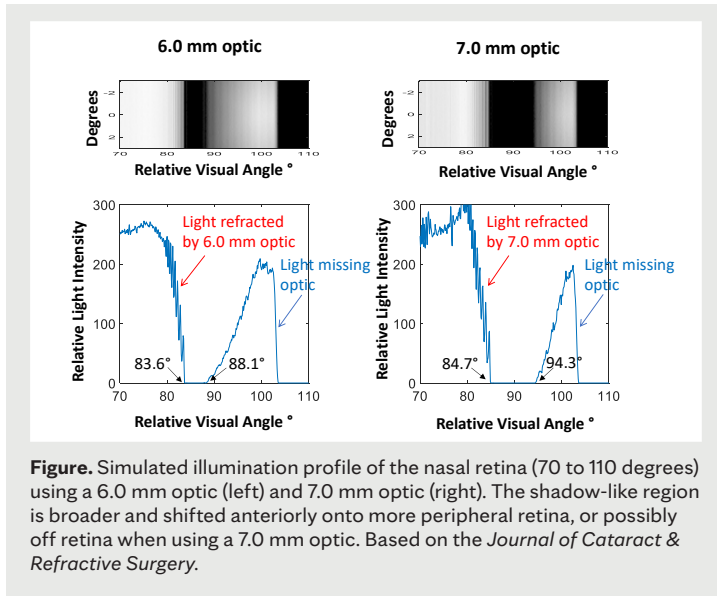 6.0 mm optic
7.0 mm optic
Degrees
-2
0
2
70 80 90 100 110
Relative Visual Angle °
Degrees
-2
0
2
70 80 90 100 110
Relative Visual Angle °
Relative Light Intensity
300
200
100
0
Light refracted
by 6.0 mm optic
Light missing
optic
83.6°
88.1°
70 80 90 100 110
Relative Visual Angle °
Relative Light Intensity
300
200
100
0
Light refracted
by 7.0 mm optic
Light missing
optic
84.7°
94.3°
70 80 90 100 110
Relative Visual Angle °
Figure. Simulated illumination profile of the nasal retina (70 to 110 degrees)
using a 6.0 mm optic (left) and 7.0 mm optic (right). The shadow-like region
is broader and shifted anteriorly onto more peripheral retina, or possibly
off retina when using a 7.0 mm optic. Based on the Journal of Cataract &
Refractive Surgery.